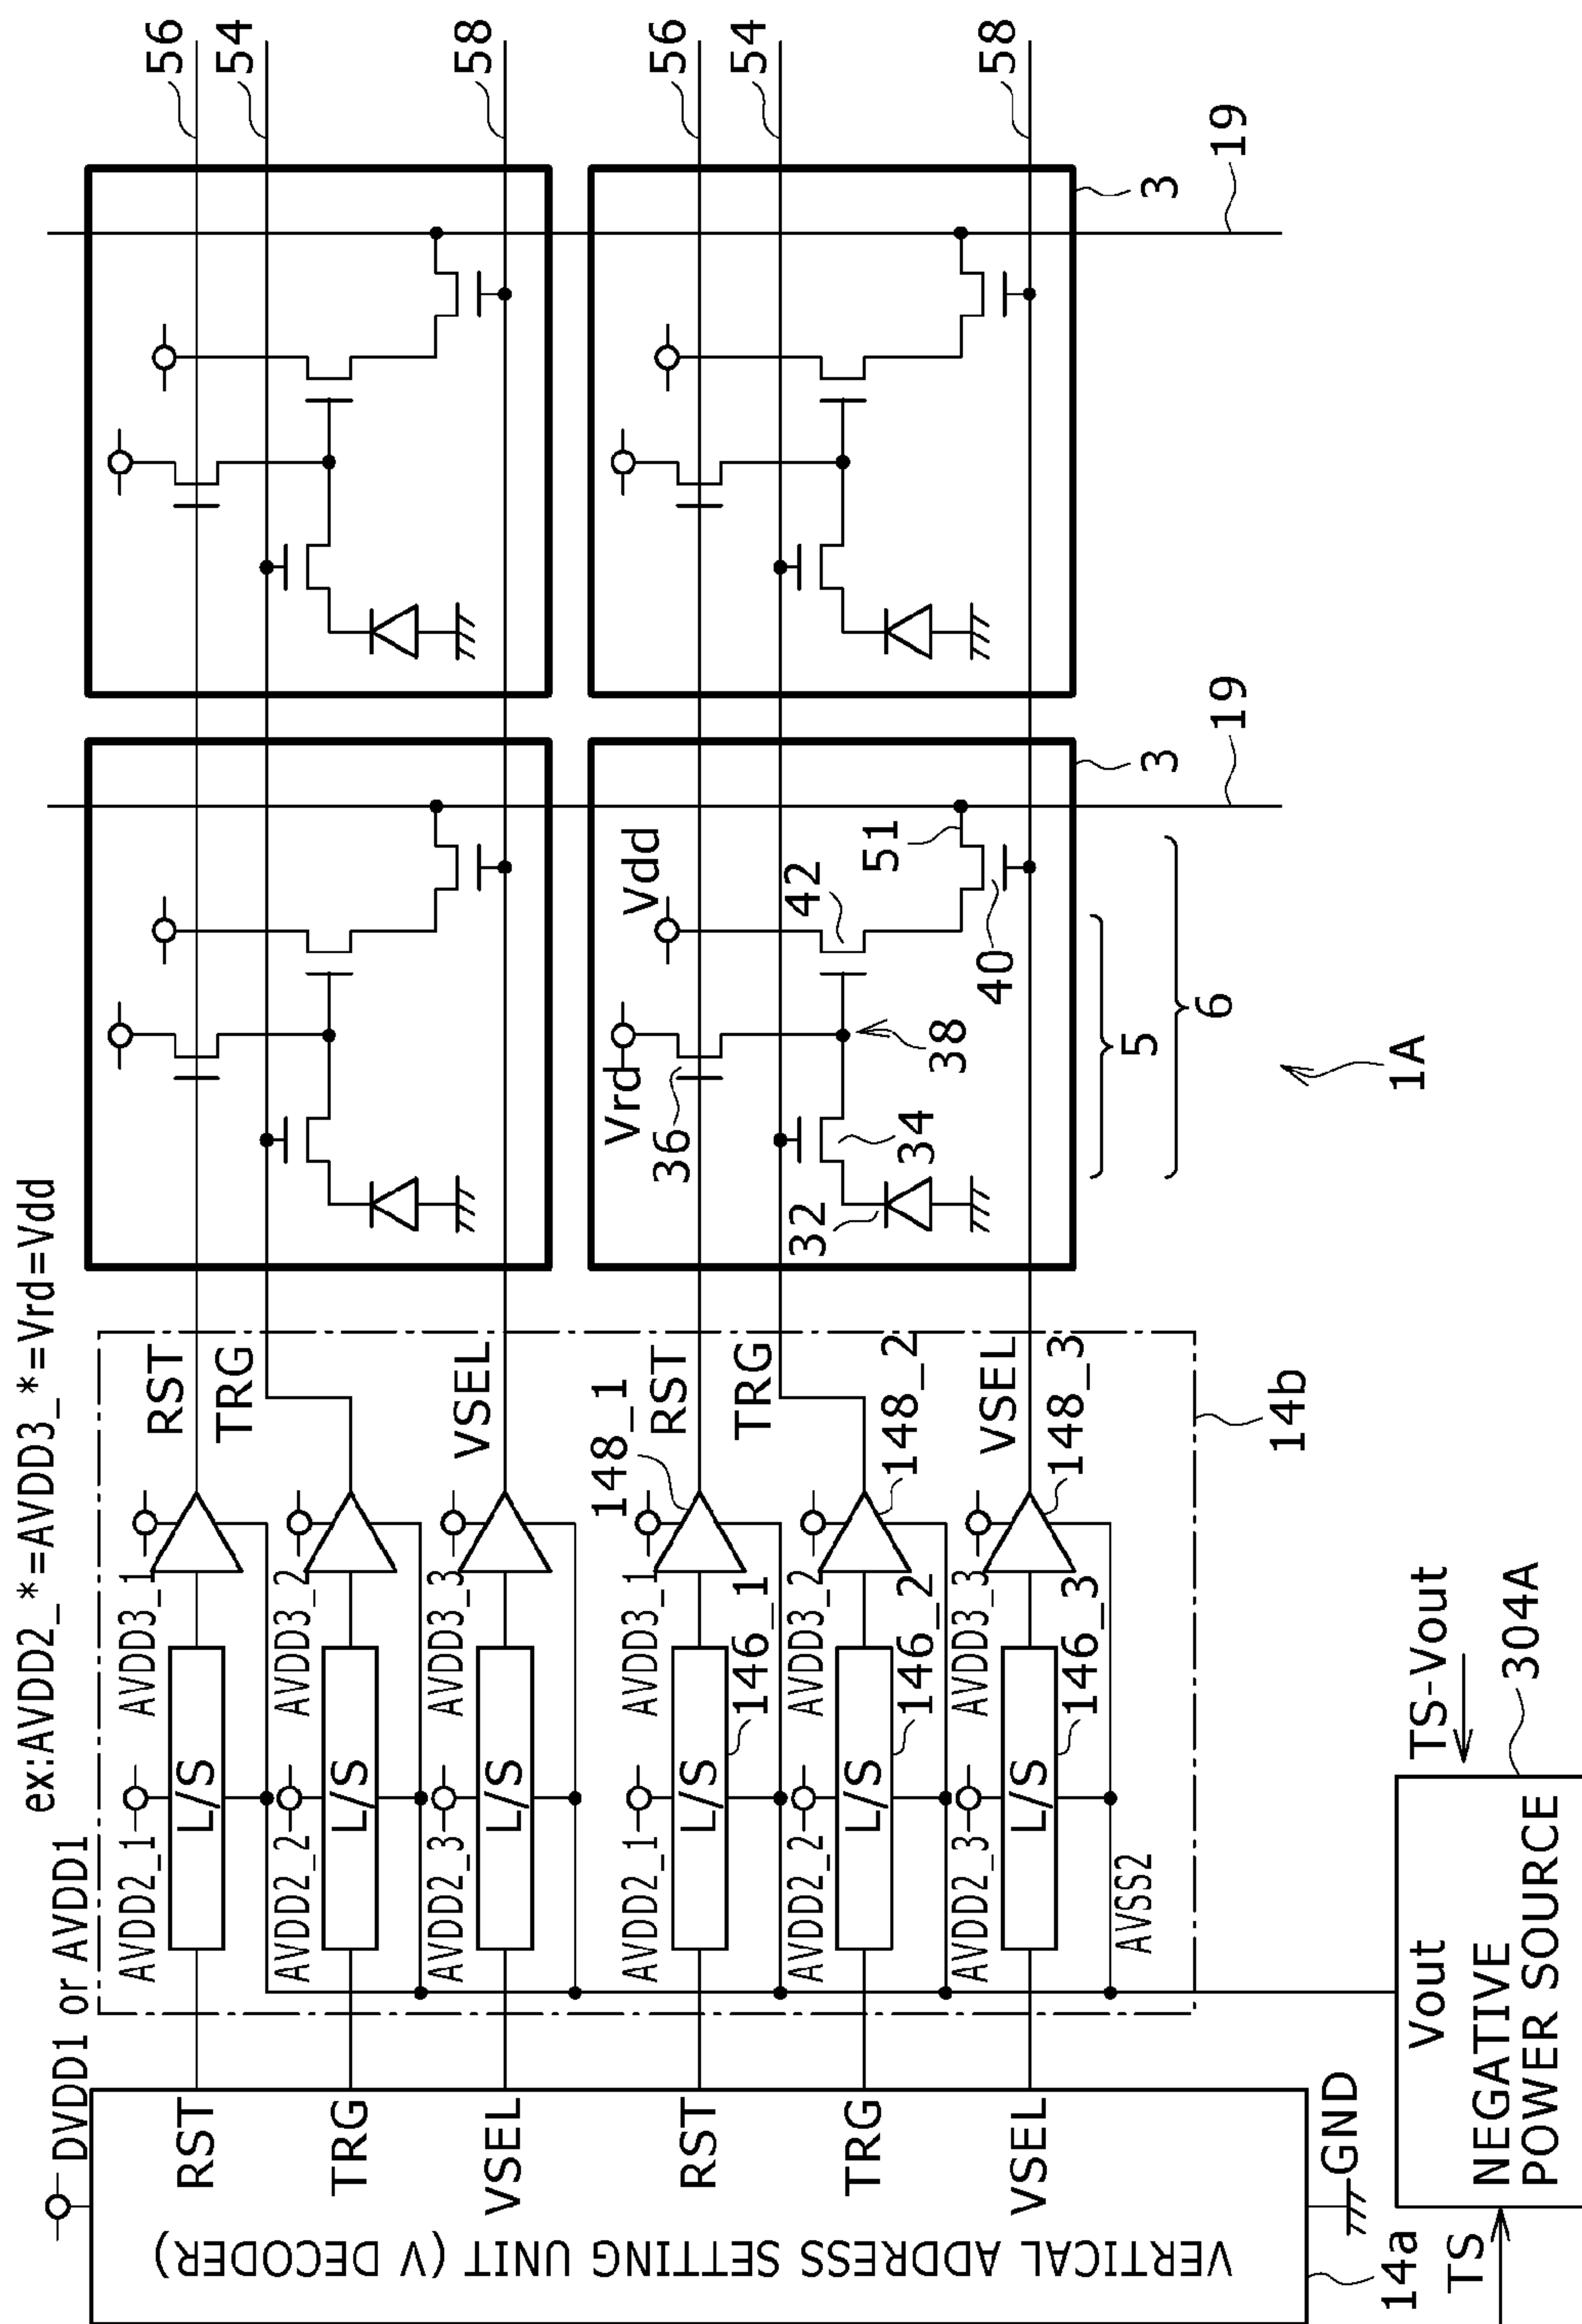 ex:AVDD2_*=AVDD3_*=Vrd=Vdd
DVDD1 or AVDD1
VERTICAL ADDRESS SETTING UNIT (V DECODER)
14a
GND
RST
TRG
VSEL
RST
TRG
VSEL
AVDD2_1
L/S
AVDD3_1
RST
AVDD2_2
L/S
AVDD3_2
TRG
AVDD2_3
L/S
AVDD3_3
VSEL
AVDD2_1
L/S
AVDD3_1
146_1
148_1
RST
AVDD2_2
L/S
AVDD3_2
146_2
148_2
TRG
AVDD2_3
L/S
AVDD3_3
146_3
148_3
VSEL
AVSS2
14b
56
54
58
56
54
58
Vrd
Vdd
36
42
51
32
34
38
40
5
6
3
19
3
19
1A
TS
Vout
NEGATIVE
POWER SOURCE
TS-Vout
304A